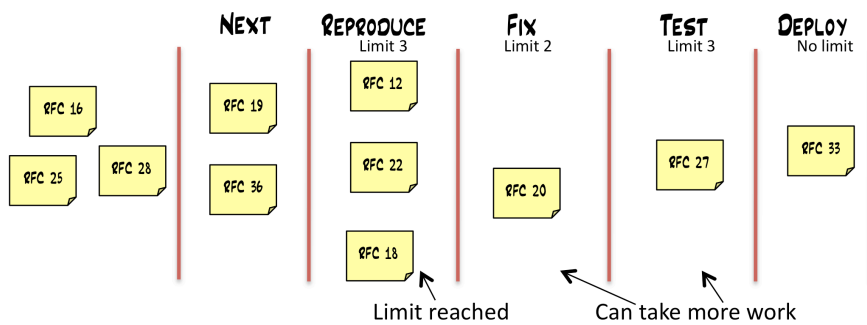 Next
Reproduce
Limit 3
Fix
Limit 2
Test
Limit 3
Deploy
No limit
RFC 16
RFC 25
RFC 28
RFC 19
RFC 36
RFC 12
RFC 22
RFC 18
RFC 20
RFC 27
RFC 33
Limit reached
Can take more work